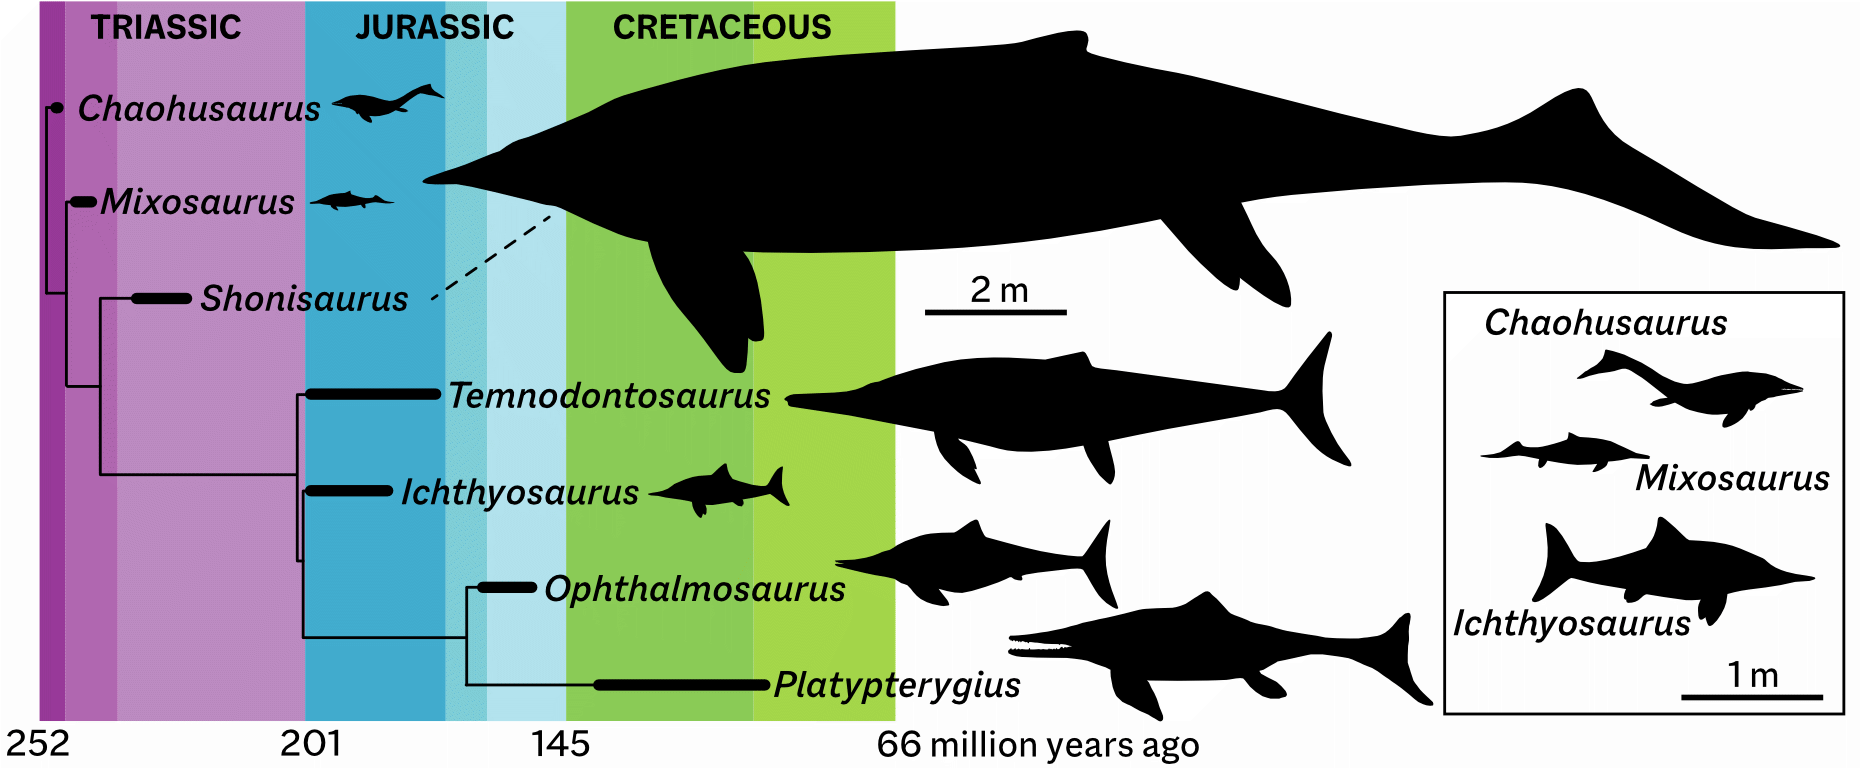 TRIASSIC
JURASSIC
CRETACEOUS
Chaohusaurus
Mixosaurus
Shonisaurus
2 m
Temnodontosaurus
Ichthyosaurus
Ophthalmosaurus
Platypterygius
Chaohusaurus
Mixosaurus
Ichthyosaurus
1 m
252
201
145
66 million years ago